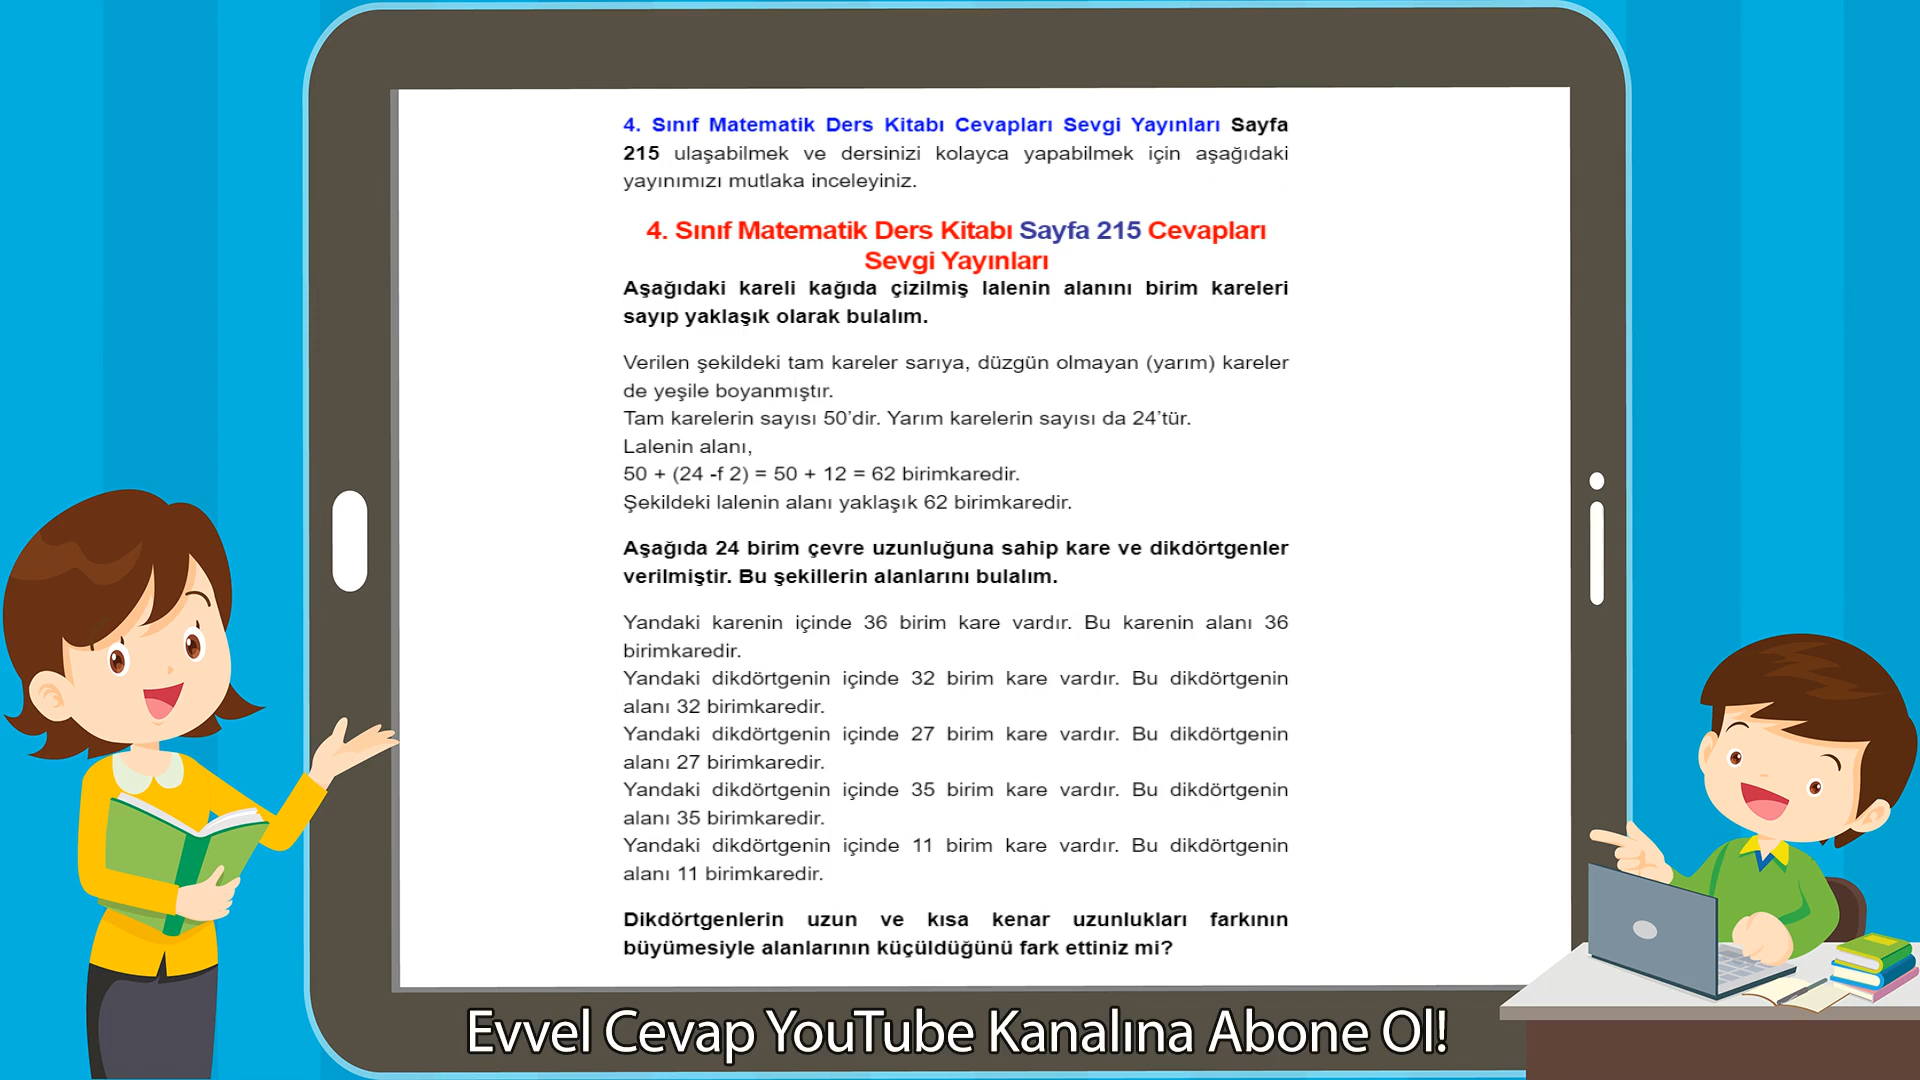 4. Sınıf Matematik Ders Kitabı Cevapları Sevgi Yayınları Sayfa
215 ulaşabilmek ve dersinizi kolayca yapabilmek için aşağıdaki
yayınımızı mutlaka inceleyiniz.
4. Sınıf Matematik Ders Kitabı Sayfa 215 Cevapları
Sevgi Yayınları
Aşağıdaki kareli kağıda çizilmiş lalenin alanını birim kareleri
sayıp yaklaşık olarak bulalım.
Verilen şekildeki tam kareler sarıya, düzgün olmayan (yarım) kareler
de yeşile boyanmıştır.
Tam karelerin sayısı 50’dir. Yarım karelerin sayısı da 24’tür.
Lalenin alanı,
50 + (24 -f 2) = 50 + 12 = 62 birimkaredir.
Şekildeki lalenin alanı yaklaşık 62 birimkaredir.
Aşağıda 24 birim çevre uzunluğuna sahip kare ve dikdörtgenler
verilmiştir. Bu şekillerin alanlarını bulalım.
Yandaki karenin içinde 36 birim kare vardır. Bu karenin alanı 36
birimkaredir.
Yandaki dikdörtgenin içinde 32 birim kare vardır. Bu dikdörtgenin
alanı 32 birimkaredir.
Yandaki dikdörtgenin içinde 27 birim kare vardır. Bu dikdörtgenin
alanı 27 birimkaredir.
Yandaki dikdörtgenin içinde 35 birim kare vardır. Bu dikdörtgenin
alanı 35 birimkaredir.
Yandaki dikdörtgenin içinde 11 birim kare vardır. Bu dikdörtgenin
alanı 11 birimkaredir.
Dikdörtgenlerin uzun ve kısa kenar uzunlukları farkının
büyümesiyle alanlarının küçüldüğünü fark ettiniz mi?
Evvel Cevap YouTube Kanalına Abone Ol!